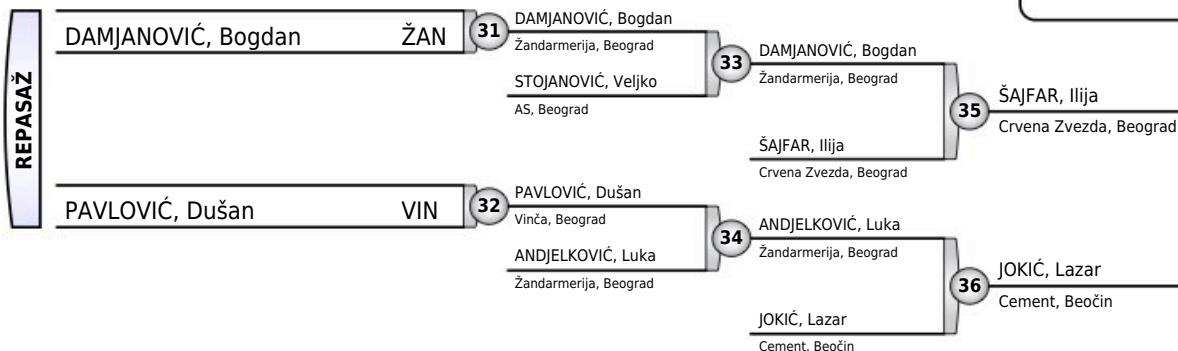 REPASAŽ
DAMJANOVIĆ, Bogdan ŽAN
31
DAMJANOVIĆ, Bogdan
Žandarmerija, Beograd
STOJANOVIĆ, Veljko
AS, Beograd
33
DAMJANOVIĆ, Bogdan
Žandarmerija, Beograd
ŠAJFAR, Ilija
Crvena Zvezda, Beograd
35
ŠAJFAR, Ilija
Crvena Zvezda, Beograd
PAVLOVIĆ, Dušan VIN
32
PAVLOVIĆ, Dušan
Vinča, Beograd
ANDJELKOVIĆ, Luka
Žandarmerija, Beograd
34
ANDJELKOVIĆ, Luka
Žandarmerija, Beograd
JOKIĆ, Lazar
Cement, Beočin
36
JOKIĆ, Lazar
Cement, Beočin